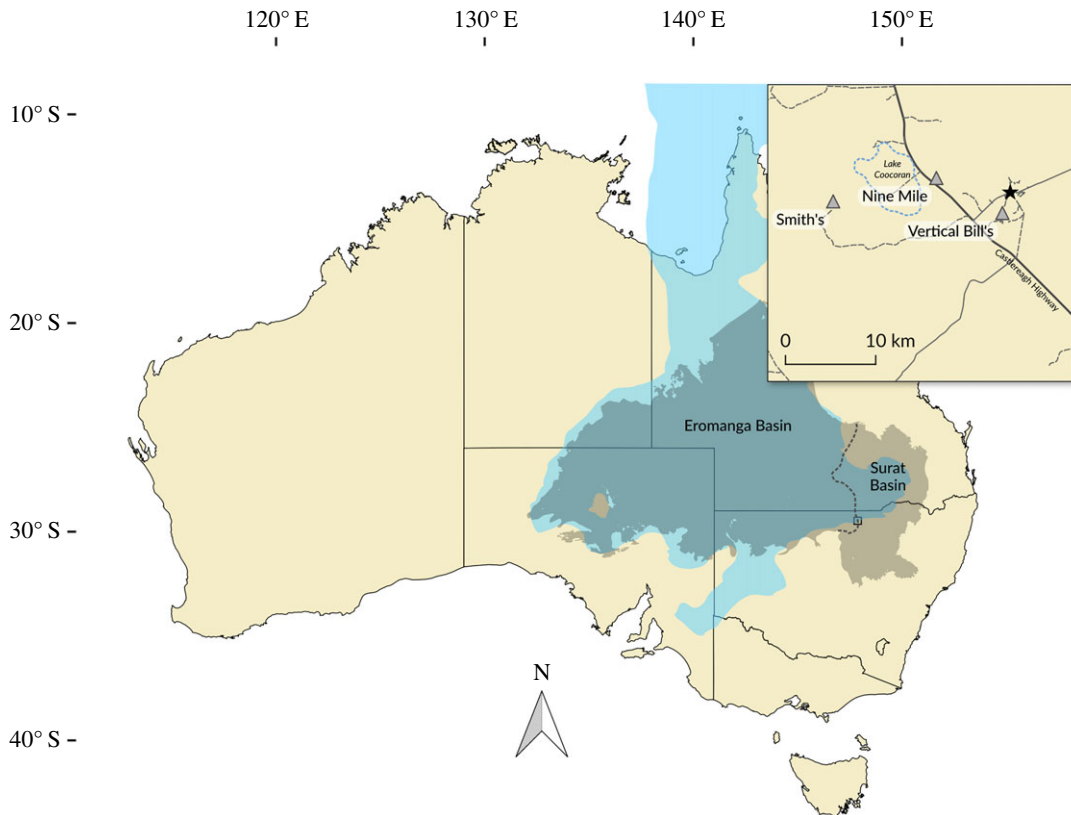 120° E
130° E
140° E
150° E
10° S
20° S
30° S
40° S
Lake
Coocoran
Nine Mile
Smith's
Vertical Bill's
Castlereagh Highway
0
10 km
Eromanga Basin
Surat
Basin
N